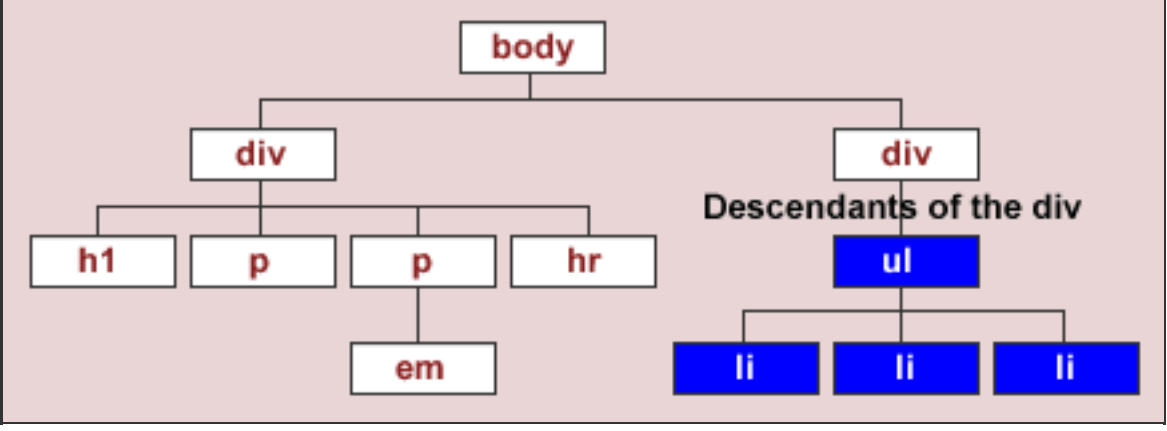 body
div
div
Descendants of the div
h1
p
p
hr
ul
em
li
li
li